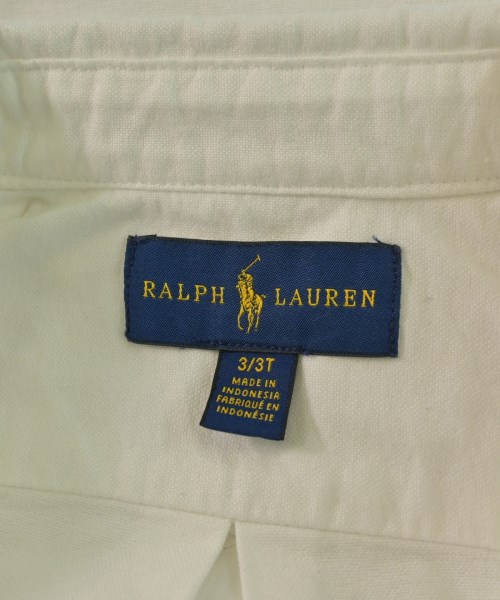 RALPH LAUREN
3/3T
MADE IN
INDONESIA
FABRIQUÉ EN
INDONÉSIE